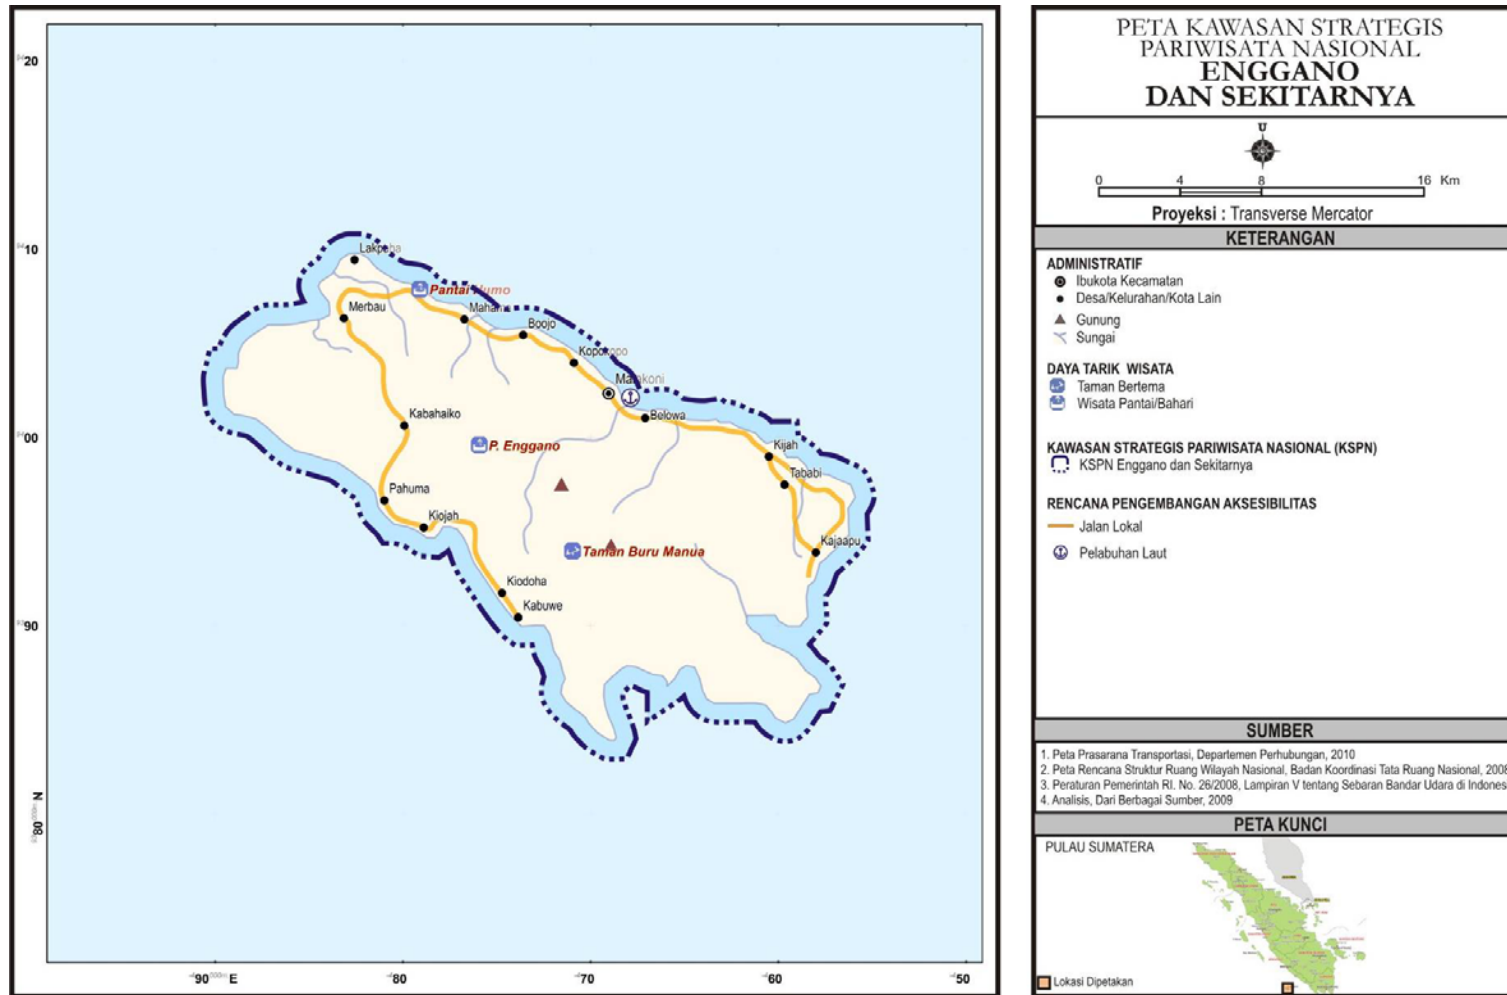 PETA KAWASAN STRATEGIS
PARIWISATA NASIONAL
ENGGANO
DAN SEKITARNYA
U
0 4 8 16 Km
Proyeksi : Transverse Mercator
KETERANGAN
ADMINISTRATIF
Ibukota Kecamatan
Desa/Kelurahan/Kota Lain
Gunung
Sungai
DAYA TARIK WISATA
Taman Bertema
Wisata Pantai/Bahari
KAWASAN STRATEGIS PARIWISATA NASIONAL (KSPN)
KSPN Enggano dan Sekitarnya
RENCANA PENGEMBANGAN AKSESIBILITAS
Jalan Lokal
Pelabuhan Laut
SUMBER
1. Peta Prasarana Transportasi, Departemen Perhubungan, 2010
2. Peta Rencana Struktur Ruang Wilayah Nasional, Badan Koordinasi Tata Ruang Nasional, 2008
3. Peraturan Pemerintah RI. No. 26/2008, Lampiran V tentang Sebaran Bandar Udara di Indones
4. Analisis, Dari Berbagai Sumber, 2009
PETA KUNCI
PULAU SUMATERA
Lokasi Dipetakan
20
10
00
90
80
N
90
E
80
70
60
50
Lakpaha
Pantai Humo
Merbau
Boojo
Kopokopo
Malakoni
Belowa
Kabahaiko
P. Enggano
Kijah
Tababi
Pahuma
Kiojah
Kajaapu
Taman Buru Manua
Kiodoha
Kabuwe